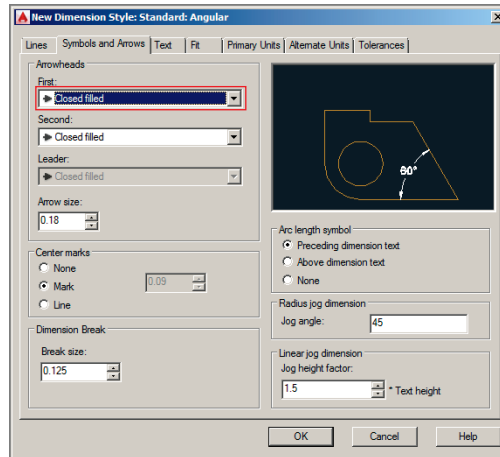 New Dimension Style: Standard: Angular
Lines
Symbols and Arrows
Text
Fit
Primary Units
Alternate Units
Tolerances
Arrowheads
First:
Closed filled
Second:
Closed filled
Leader:
Closed filled
Arrow size:
0.18
Center marks
None
Mark
0.09
Line
Dimension Break
Break size:
0.125
60°
Arc length symbol
Preceding dimension text
Above dimension text
None
Radius jog dimension
Jog angle:
45
Linear jog dimension
Jog height factor:
1.5
* Text height
OK
Cancel
Help